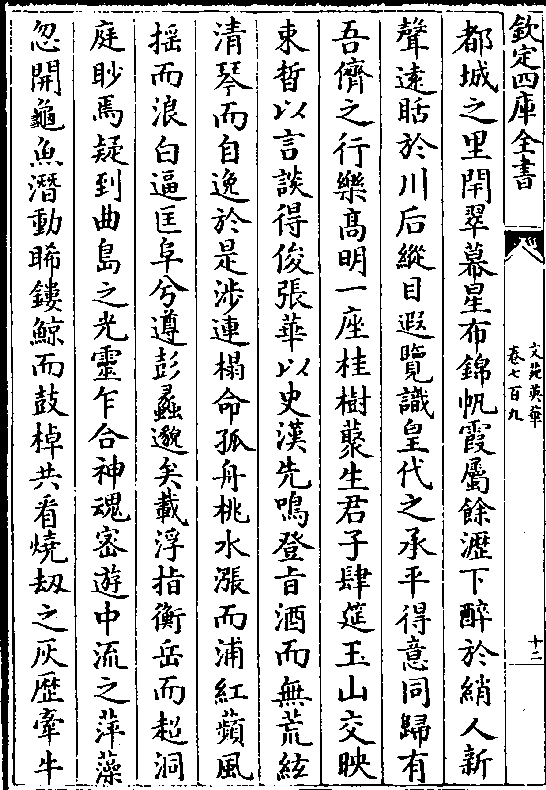 欽定四庫全書
文苑英華
卷七百九
十二
都城之里閈翠幕星布錦帆霞屬餘瀝下醉於綃人新
聲遠聒於川后縱目遐覽識皇代之承平得意同歸有
吾儕之行樂髙明一座桂樹叢生君子肆筵玉山交映
束晳以言談得俊張華以史漢先鳴登旨酒而無荒絃
清琴而自逸於是涉連榻命孤舟桃水漲而浦紅蘋風
揺而浪白逼匡阜兮遵彭蠡邈矣載浮指衡岳而超洞
庭眇焉疑到曲島之光靈乍合神魂密遊中流之萍藻
忽開龜魚潛動睎鏤鯨而鼓棹共看燒刼之灰歴牽牛